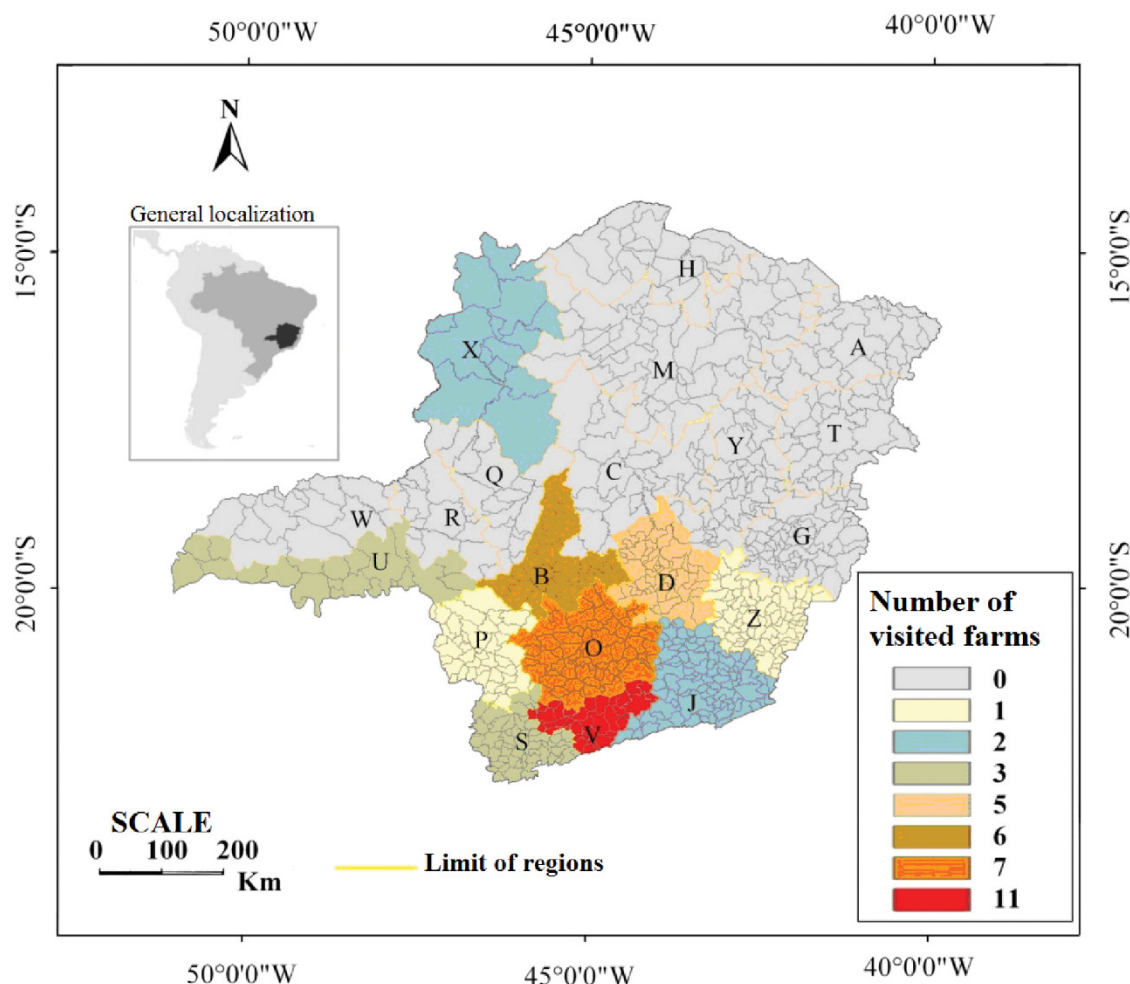 50°0'0"W
45°0'0"W
40°0'0"W
N
General localization
15°0'0"S
15°0'0"S
H
A
X
M
T
Y
Q
C
W
R
G
U
B
D
20°0'0"S
20°0'0"S
Z
P
O
J
S
V
Number of
visited farms
0
1
2
3
5
6
7
11
SCALE
0 100 200
Km
Limit of regions
50°0'0"W
45°0'0"W
40°0'0"W